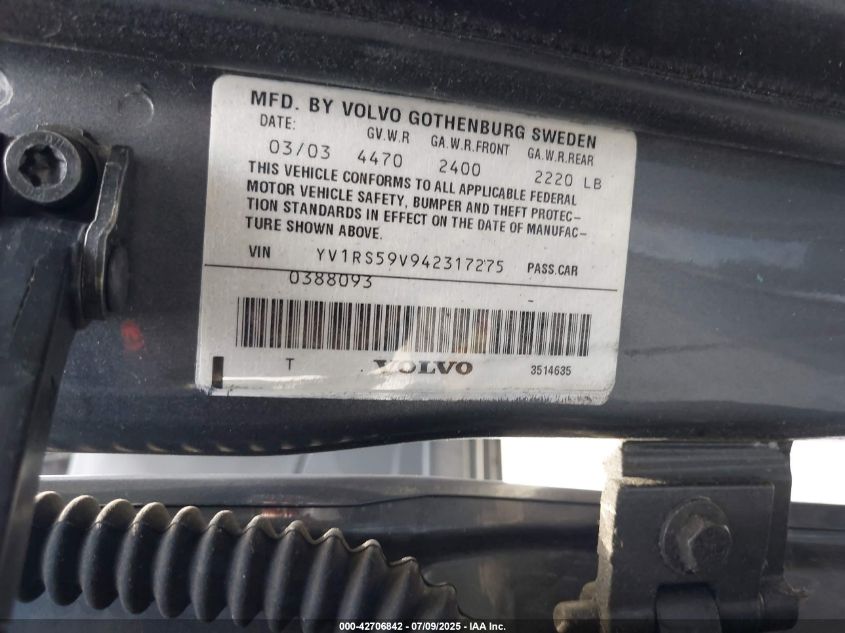 MFD. BY VOLVO GOTHENBURG SWEDEN
DATE: GV.W.R GA.W.R.FRONT GA.W.R.REAR
03/03 4470 2400 2220 LB
THIS VEHICLE CONFORMS TO ALL APPLICABLE FEDERAL
MOTOR VEHICLE SAFETY, BUMPER AND THEFT PROTEC-
TION STANDARDS IN EFFECT ON THE DATE OF MANUFAC-
TURE SHOWN ABOVE.
VIN YV1RS59V942317275 PASS.CAR
0388093 -
T VOLVO 3514635
000-42706842 / 07/09/2025 - IAA Inc.